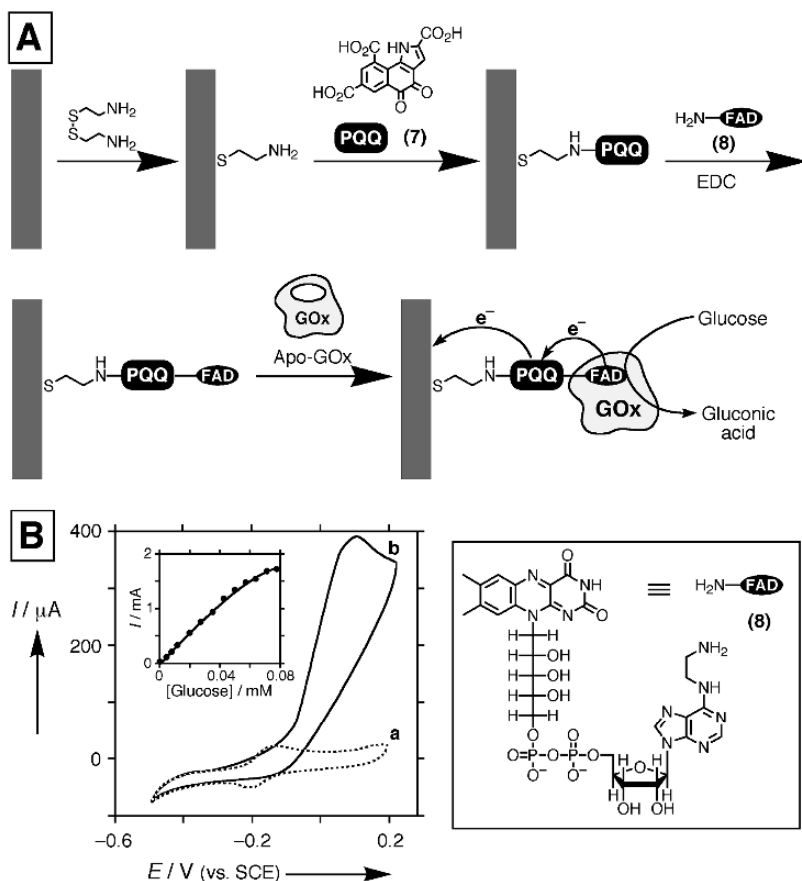 A
S
S
NH2
NH2
S
NH2
CO2H
HO2C
H
N
CO2H
HO2C
O
O
PQQ (7)
S
H
N
PQQ
H2N FAD
(8)
EDC
S
H
N
PQQ
FAD
GOx
Apo-GOx
e−
e−
S
H
N
PQQ
FAD
GOx
Glucose
Gluconic
acid
B
I / μA
400
200
0
−0.6
−0.2
0.2
E / V (vs. SCE)
b
a
2
1
0
I / mA
0
0.04
0.08
[Glucose] / mM
N
O
NH
N
N
O
H H
H OH
H OH
H OH
H H
O
O=P–O–P–O
O− O−
O
≡ H2N FAD
(8)
NH2
NH
N
N
N
N
H O H
H H
OH OH